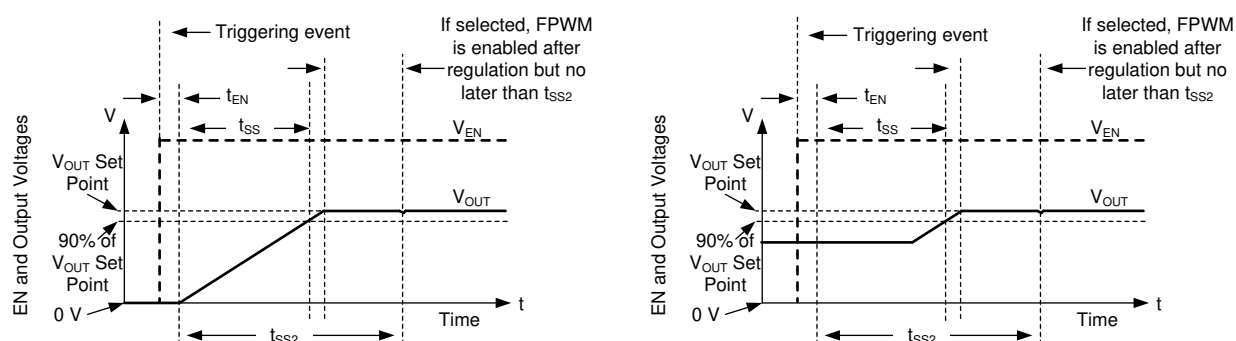 Triggering event
If selected, FPWM
is enabled after
regulation but no
later than tSS2
tEN
V
tSS
VEN
EN and Output Voltages
VOUT Set
Point
VOUT
90% of
VOUT Set
Point
0 V
t
Time
tSS2
Triggering event
If selected, FPWM
is enabled after
regulation but no
later than tSS2
tEN
V
tSS
VEN
EN and Output Voltages
VOUT Set
Point
VOUT
90% of
VOUT Set
Point
0 V
t
Time
tSS2